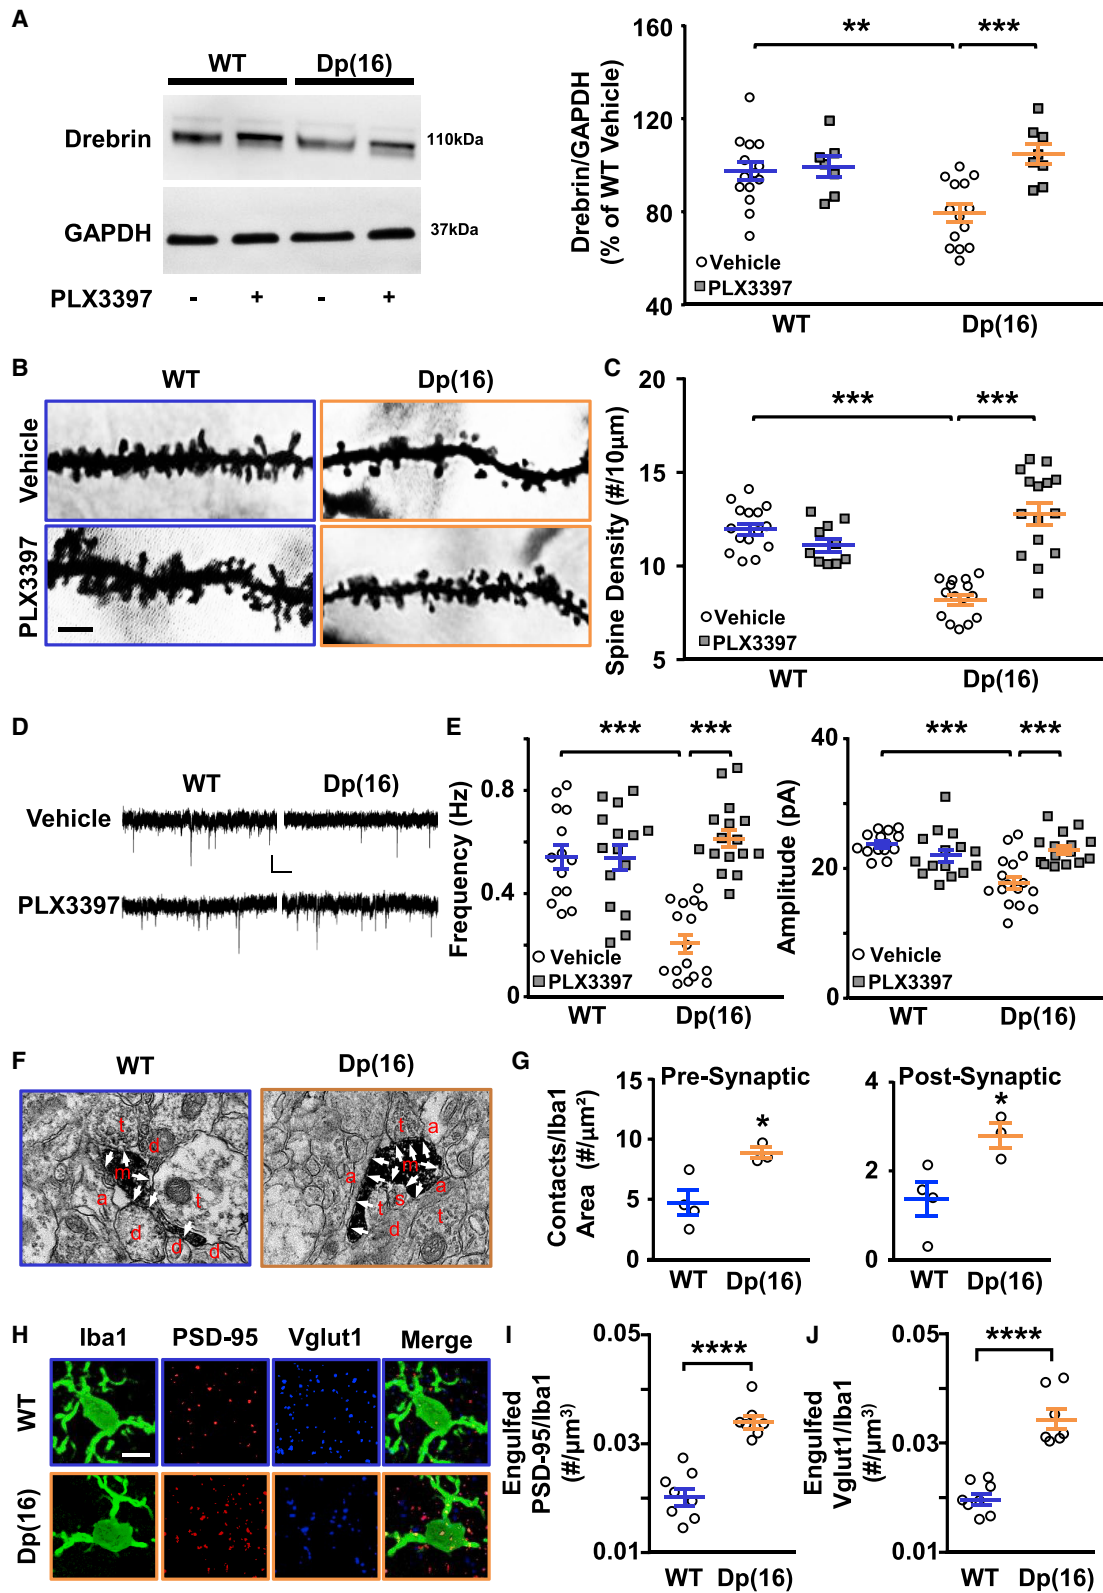 A
WT Dp(16)
Drebrin 110kDa
GAPDH 37kDa
PLX3397 - + - +
Drebrin/GAPDH
(% of WT Vehicle)
160
120
80
40
** ***
Vehicle
PLX3397
WT Dp(16)
B
WT Dp(16)
Vehicle
PLX3397
C
Spine Density (#/10μm)
20
15
10
5
*** ***
Vehicle
PLX3397
WT Dp(16)
D
WT Dp(16)
Vehicle
PLX3397
E
Frequency (Hz)
0.8
0.4
0
*** ***
Vehicle
PLX3397
WT Dp(16)
Amplitude (pA)
40
20
0
*** ***
Vehicle
PLX3397
WT Dp(16)
F
WT Dp(16)
t
d
m
a
t
d
d
d
t
a
m
a
a
s
t
d
t
G
Contacts/Iba1
Area (#/μm²)
Pre-Synaptic
15
10
5
0
*
WT Dp(16)
Post-Synaptic
4
2
0
*
WT Dp(16)
H
Iba1 PSD-95 Vglut1 Merge
WT
Dp(16)
I
Engulfed
PSD-95/Iba1
(#/μm³)
0.05
0.03
0.01
****
WT Dp(16)
J
Engulfed
Vglut1/Iba1
(#/μm³)
0.05
0.03
0.01
****
WT Dp(16)